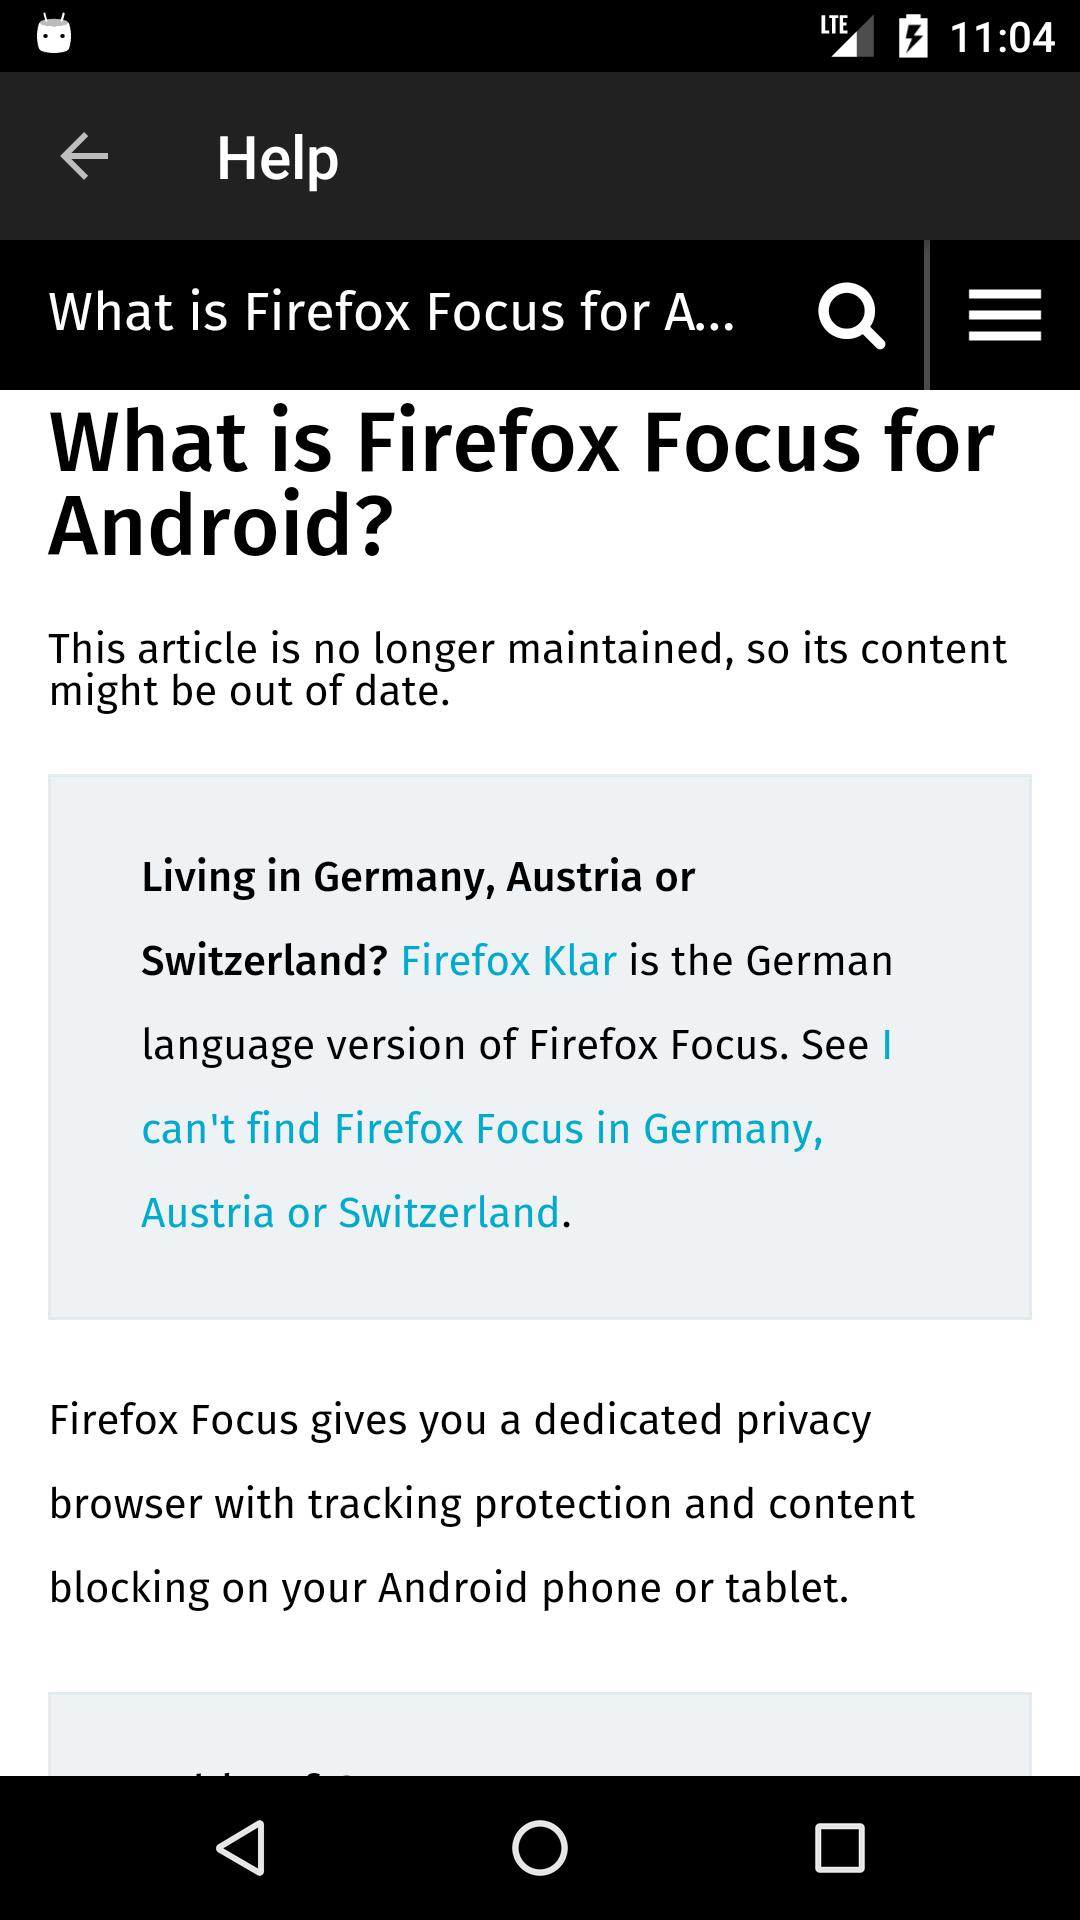 LTE 11:04
Help
What is Firefox Focus for A...
What is Firefox Focus for
Android?
This article is no longer maintained, so its content
might be out of date.
Living in Germany, Austria or
Switzerland? Firefox Klar is the German
language version of Firefox Focus. See I
can't find Firefox Focus in Germany,
Austria or Switzerland.
Firefox Focus gives you a dedicated privacy
browser with tracking protection and content
blocking on your Android phone or tablet.